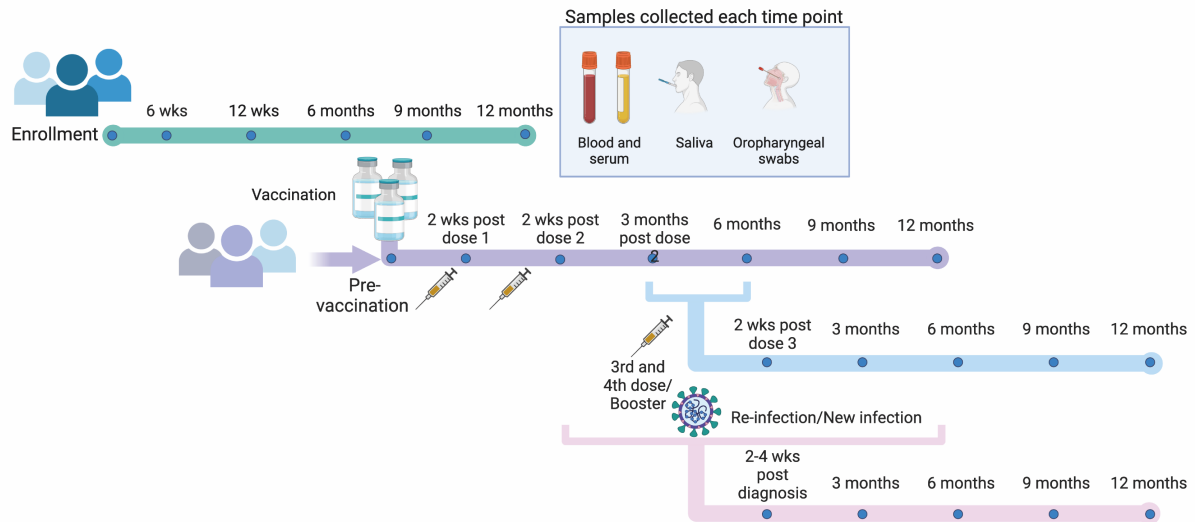 Samples collected each time point
6 wks
12 wks
6 months
9 months
12 months
Enrollment
Blood and
serum
Saliva
Oropharyngeal
swabs
Vaccination
2 wks post
dose 1
2 wks post
dose 2
3 months
post dose
2
6 months
9 months
12 months
Pre-
vaccination
3rd and
4th dose/
Booster
2 wks post
dose 3
3 months
6 months
9 months
12 months
Re-infection/New infection
2-4 wks
post
diagnosis
3 months
6 months
9 months
12 months